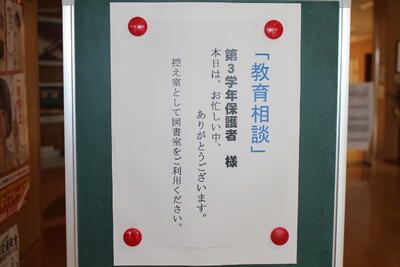 「教育相談」
第3学年保護者　様
本日は、お忙しい中、
ありがとうございます。
控え室として図書室をご利用ください。